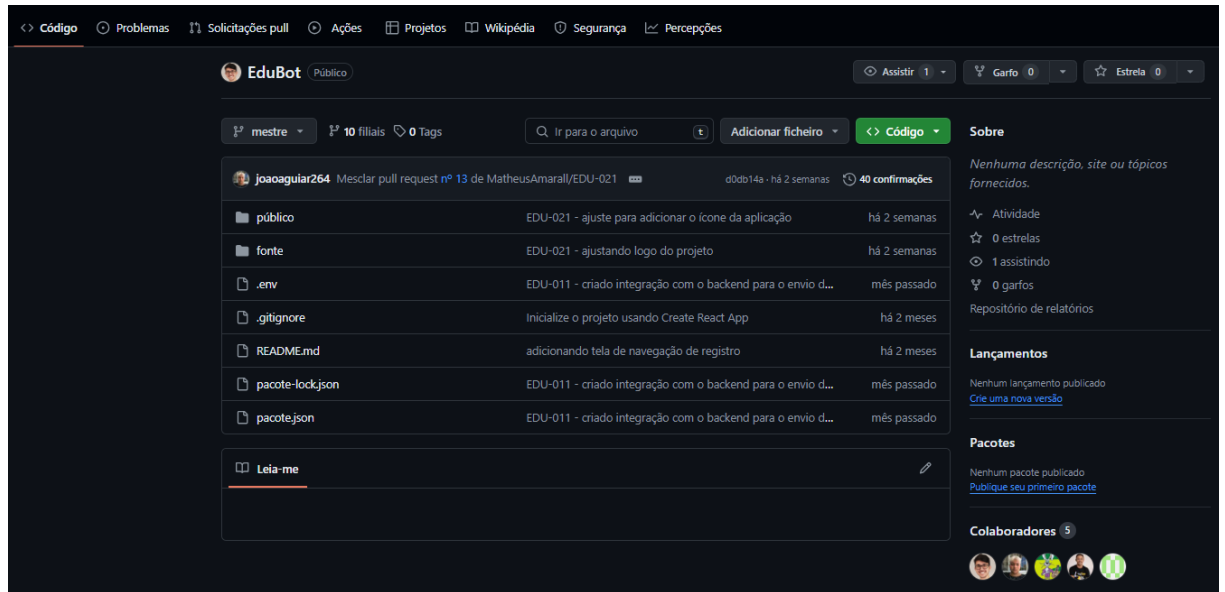 Código Problemas Solicitações pull Ações Projetos Wikipédia Segurança Percepções
EduBot Público Assistir 1 Garfo 0 Estrela 0
mestre 10 filiais 0 Tags Ir para o arquivo t Adicionar ficheiro Código
joaoaguiar264 Mesclar pull request nº 13 de MatheusAmarall/EDU-021 d0db14a · há 2 semanas 40 confirmações
público EDU-021 - ajuste para adicionar o ícone da aplicação há 2 semanas
fonte EDU-021 - ajustando logo do projeto há 2 semanas
.env EDU-011 - criado integração com o backend para o envio d... mês passado
.gitignore Inicialize o projeto usando Create React App há 2 meses
README.md adicionando tela de navegação de registro há 2 meses
pacote-lock.json EDU-011 - criado integração com o backend para o envio d... mês passado
pacote.json EDU-011 - criado integração com o backend para o envio d... mês passado
Leia-me
Sobre
Nenhuma descrição, site ou tópicos
fornecidos.
Atividade
0 estrelas
1 assistindo
0 garfos
Repositório de relatórios
Lançamentos
Nenhum lançamento publicado
Crie uma nova versão
Pacotes
Nenhum pacote publicado
Publique seu primeiro pacote
Colaboradores 5